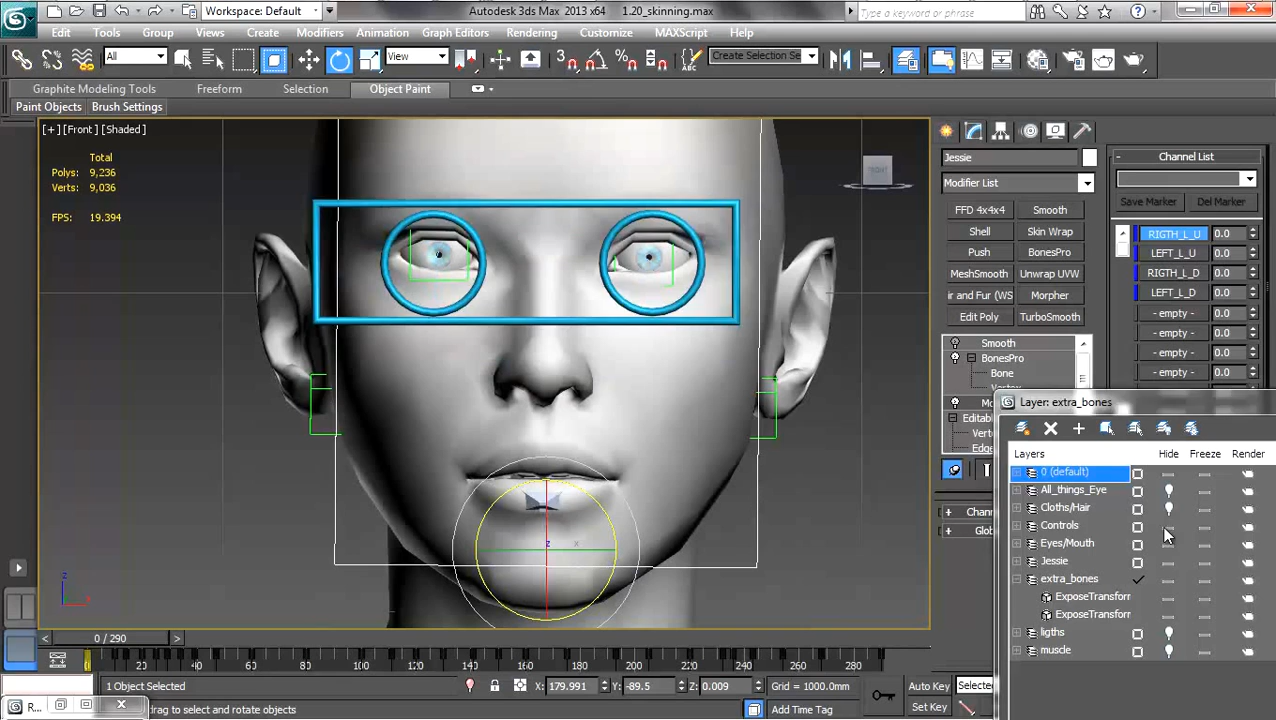 Workspace: Default
Autodesk 3ds Max 2013 x64    1.20_skinning.max
Type a keyword or phrase
Edit Tools Group Views Create Modifiers Animation Graph Editors Rendering Customize MAXScript Help
All View Create Selection Se
Graphite Modeling Tools Freeform Selection Object Paint
Paint Objects Brush Settings
[+] [Front] [Shaded]
Total
Polys: 9,236
Verts: 9,036
FPS: 19.394
Jessie
Modifier List
FFD 4x4x4 Smooth
Shell Skin Wrap
Push BonesPro
MeshSmooth Unwrap UVW
ir and Fur (WS Morpher
Edit Poly TurboSmooth
Smooth
BonesPro
Bone
Editab
Channel List
Save Marker Del Marker
RIGTH_L_U 0.0
LEFT_L_U 0.0
RIGTH_L_D 0.0
LEFT_L_D 0.0
- empty - 0.0
- empty - 0.0
- empty - 0.0
- empty - 0.0
Layer: extra_bones
Layers Hide Freeze Render
0 (default)
All_things_Eye
Cloths/Hair
Controls
Eyes/Mouth
Jessie
extra_bones
ExposeTransforr
ExposeTransforr
ligths
muscle
z
x
z
0 / 290
0 20 40 60 80 100 120 140 160 180 200 220 240 260 280
1 Object Selected X: 179.991 Y: -89.5 Z: 0.009 Grid = 1000.0mm Auto Key Selected
R...
drag to select and rotate objects Add Time Tag Set Key